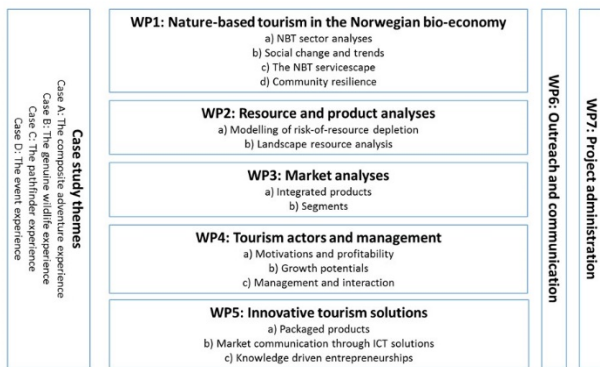 Case study themes
Case A: The composite adventure experience
Case B: The genuine wildlife experience
Case C: The pathfinder experience
Case D: The event experience
WP1: Nature-based tourism in the Norwegian bio-economy
a) NBT sector analyses
b) Social change and trends
c) The NBT servicescape
d) Community resilience
WP2: Resource and product analyses
a) Modelling of risk-of-resource depletion
b) Landscape resource analysis
WP3: Market analyses
a) Integrated products
b) Segments
WP4: Tourism actors and management
a) Motivations and profitability
b) Growth potentials
c) Management and interaction
WP5: Innovative tourism solutions
a) Packaged products
b) Market communication through ICT solutions
c) Knowledge driven entrepreneurships
WP6: Outreach and communication
WP7: Project administration